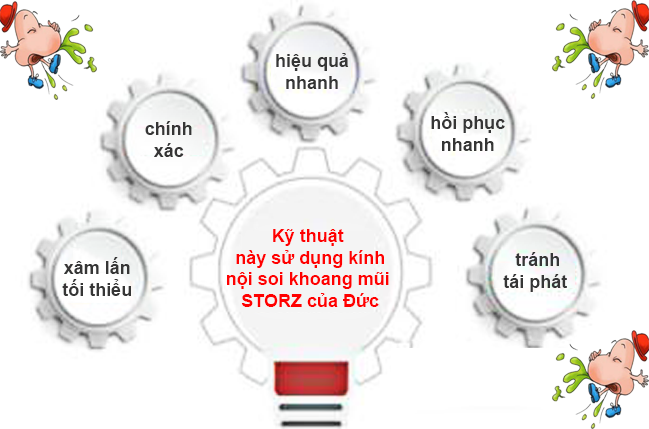 hiệu quả
nhanh
chính
xác
hồi phục
nhanh
xâm lấn
tối thiểu
Kỹ thuật
này sử dụng kính
nội soi khoang mũi
STORZ của Đức
tránh
tái phát